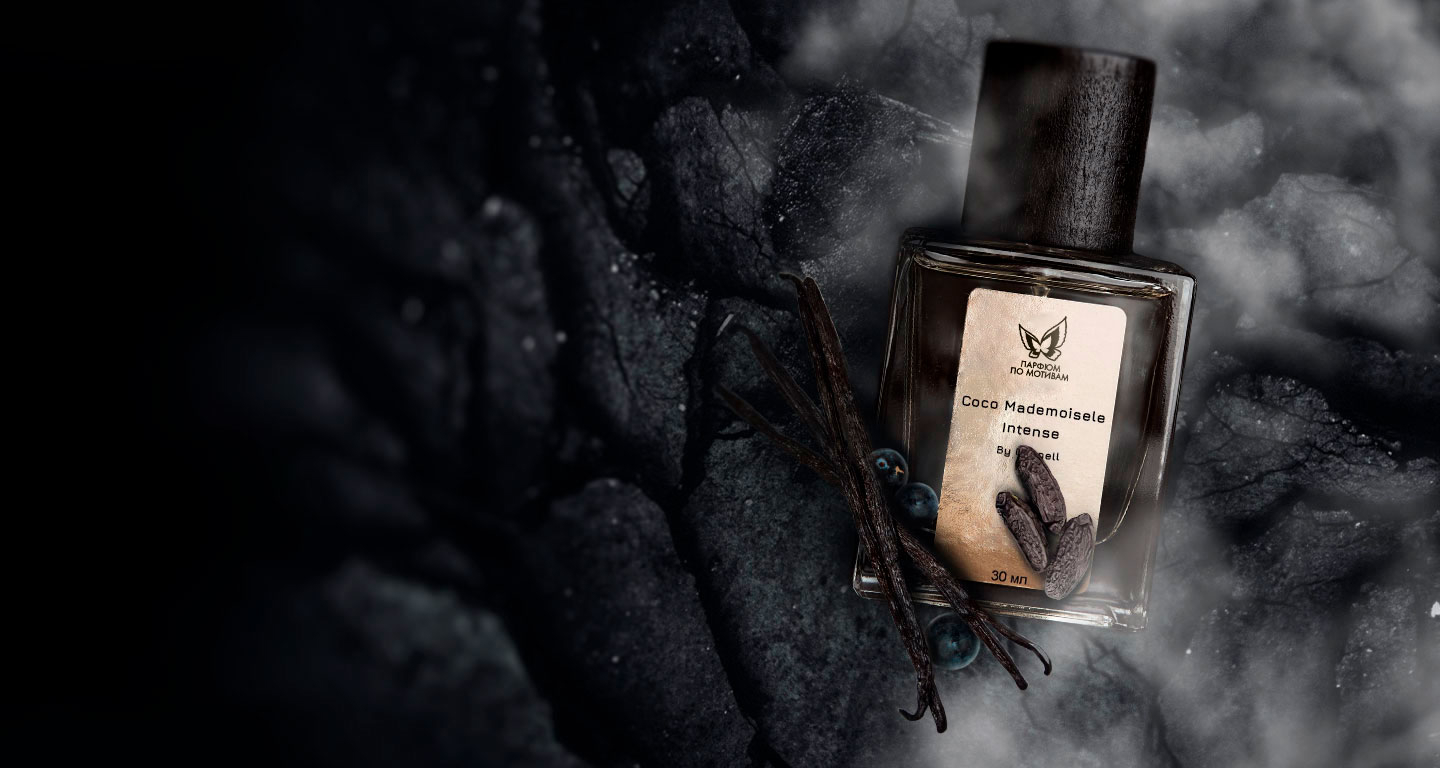 ПАРФЮМ
ПО МОТИВАМ
Coco Mademoisele
Intense
By
30 мл